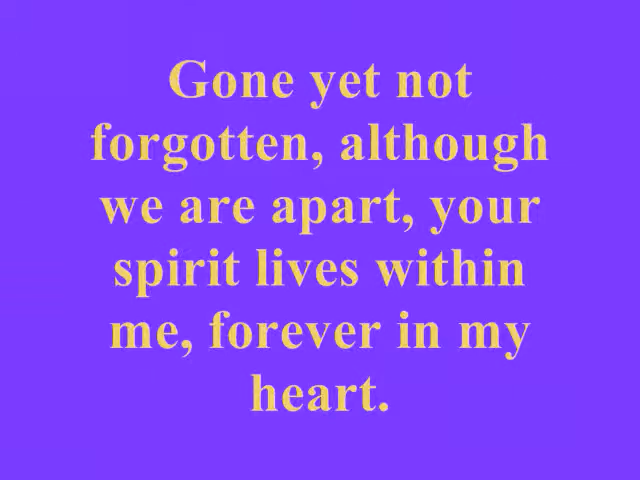 Gone yet not
forgotten, although
we are apart, your
spirit lives within
me, forever in my
heart.